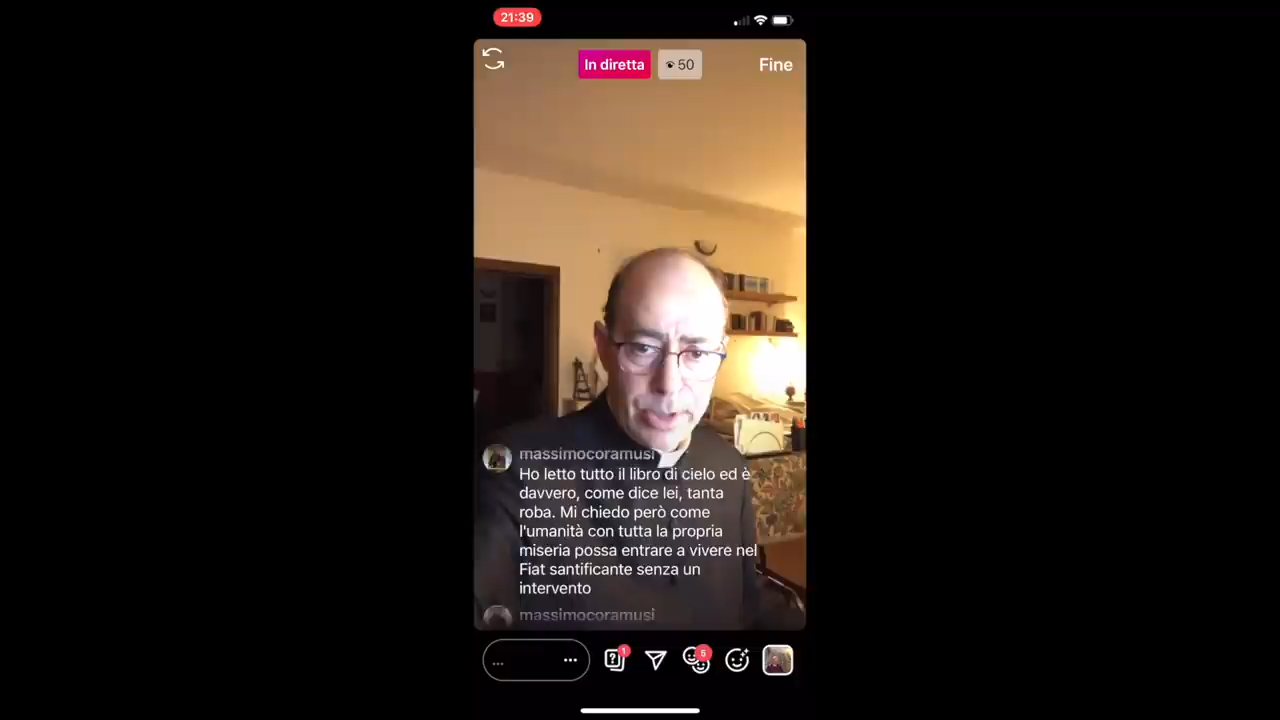 21:39
In diretta
50
Fine
massimocoramusi
Ho letto tutto il libro di cielo ed è
davvero, come dice lei, tanta
roba. Mi chiedo però come
l'umanità con tutta la propria
miseria possa entrare a vivere nel
Fiat santificante senza un
intervento
massimocoramusi
...
1
5